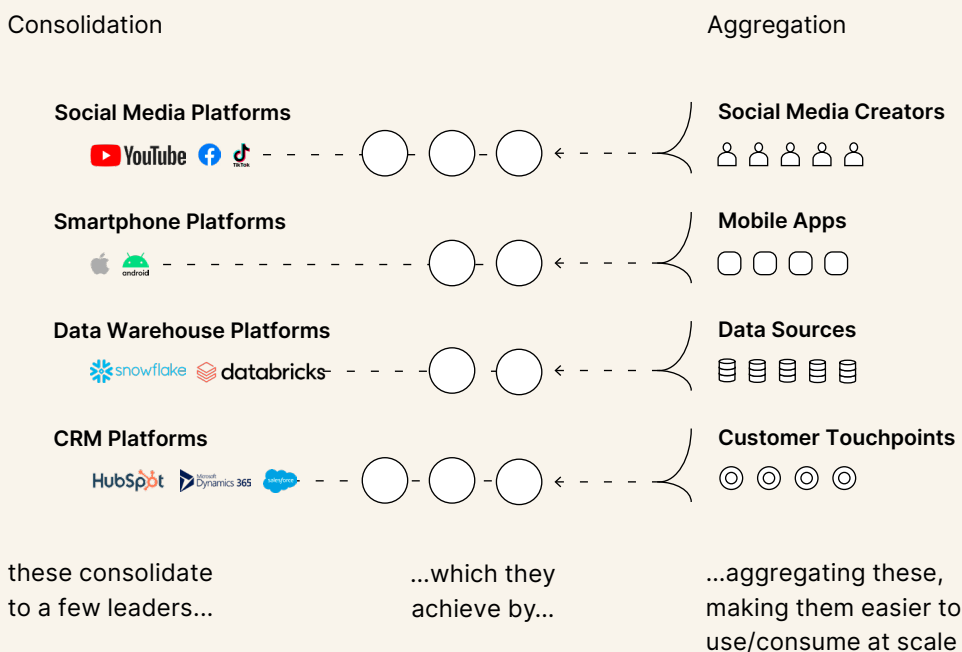 Consolidation
Aggregation
Social Media Platforms
YouTube
TikTok
Social Media Creators
Smartphone Platforms
android
Mobile Apps
Data Warehouse Platforms
snowflake
databricks
Data Sources
CRM Platforms
HubSpot
Microsoft
Dynamics 365
salesforce
Customer Touchpoints
these consolidate
to a few leaders...
...which they
achieve by...
...aggregating these,
making them easier to
use/consume at scale